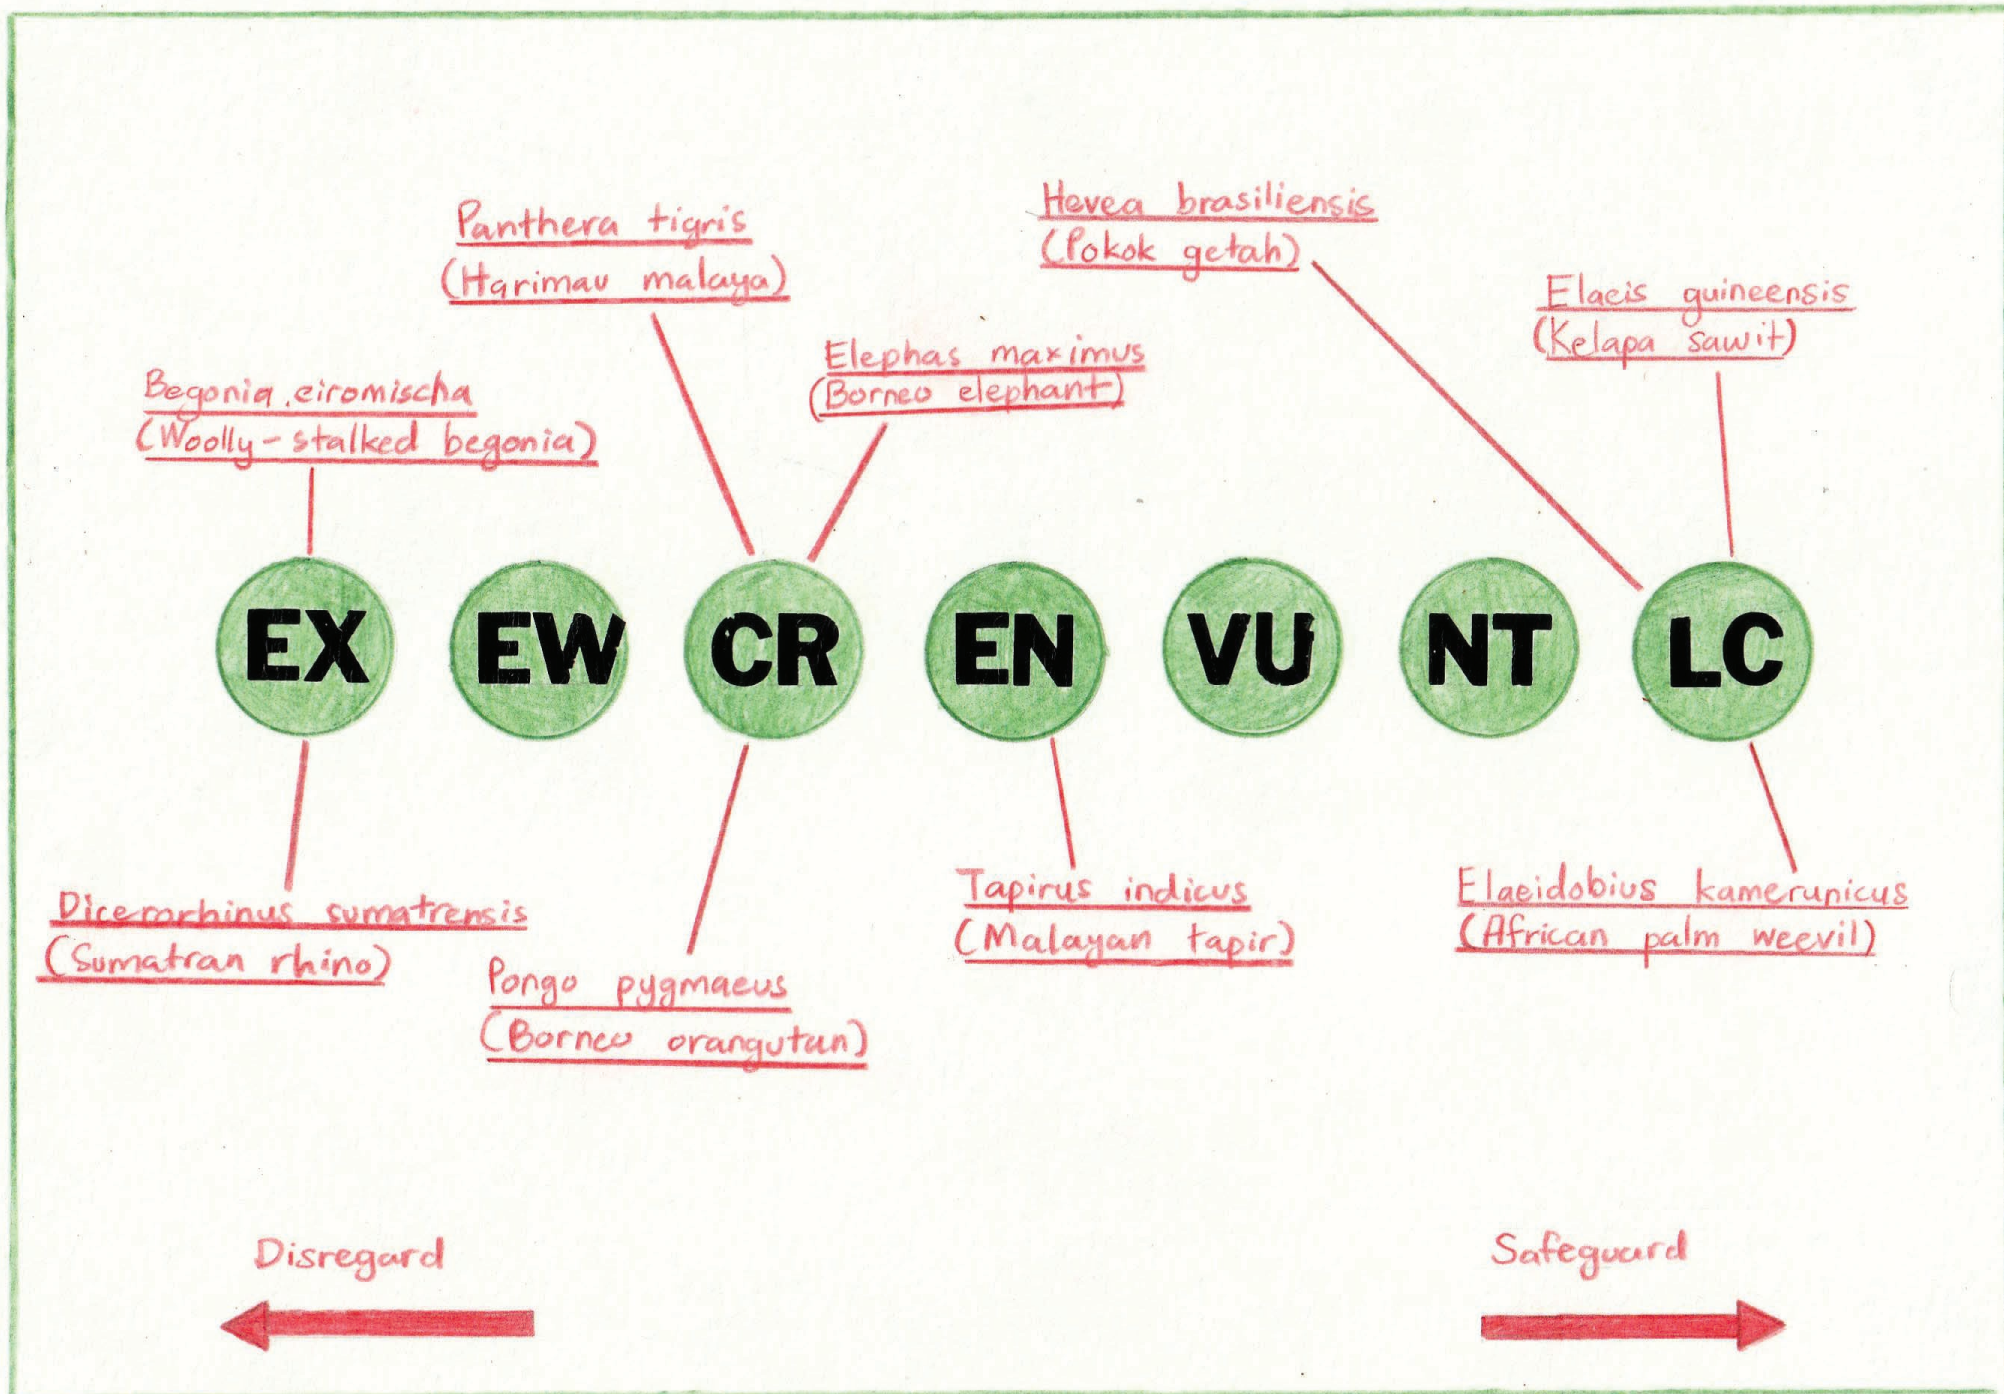 Hevea brasiliensis
(Pokok getah)
Panthera tigris
(Harimau malaya)
Elaeis guineensis
(Kelapa sawit)
Elephas maximus
(Borneo elephant)
Begonia eiromischa
(Woolly-stalked begonia)
EX EW CR EN VU NT LC
Dicerorhinus sumatrensis
(Sumatran rhino)
Pongo pygmaeus
(Borneo orangutan)
Tapirus indicus
(Malayan tapir)
Elaeidobius kamerunicus
(African palm weevil)
Disregard
Safeguard